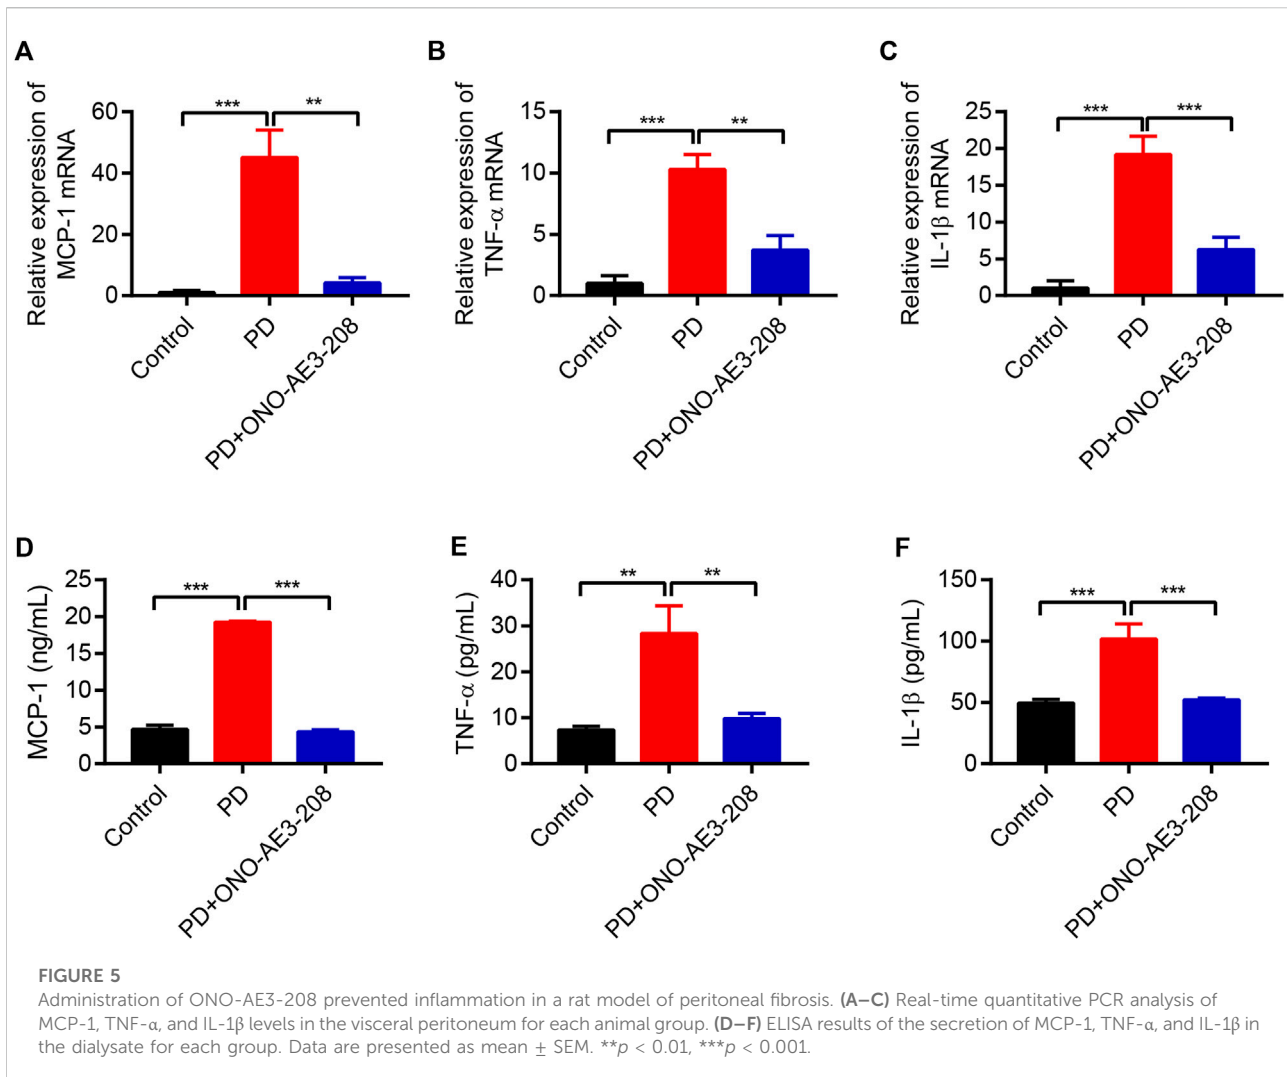 A
Relative expression of
MCP-1 mRNA
60
40
20
0
***
**
Control
PD
PD+ONO-AE3-208
B
Relative expression of
TNF-α mRNA
15
10
5
0
***
**
Control
PD
PD+ONO-AE3-208
C
Relative expression of
IL-1β mRNA
25
20
15
10
5
0
***
***
Control
PD
PD+ONO-AE3-208
D
MCP-1 (ng/mL)
25
20
15
10
5
0
***
***
Control
PD
PD+ONO-AE3-208
E
TNF-α (pg/mL)
40
30
20
10
0
**
**
Control
PD
PD+ONO-AE3-208
F
IL-1β (pg/mL)
150
100
50
0
***
***
Control
PD
PD+ONO-AE3-208
FIGURE 5
Administration of ONO-AE3-208 prevented inflammation in a rat model of peritoneal fibrosis. (A–C) Real-time quantitative PCR analysis of
MCP-1, TNF-α, and IL-1β levels in the visceral peritoneum for each animal group. (D–F) ELISA results of the secretion of MCP-1, TNF-α, and IL-1β in
the dialysate for each group. Data are presented as mean ± SEM. **p < 0.01, ***p < 0.001.